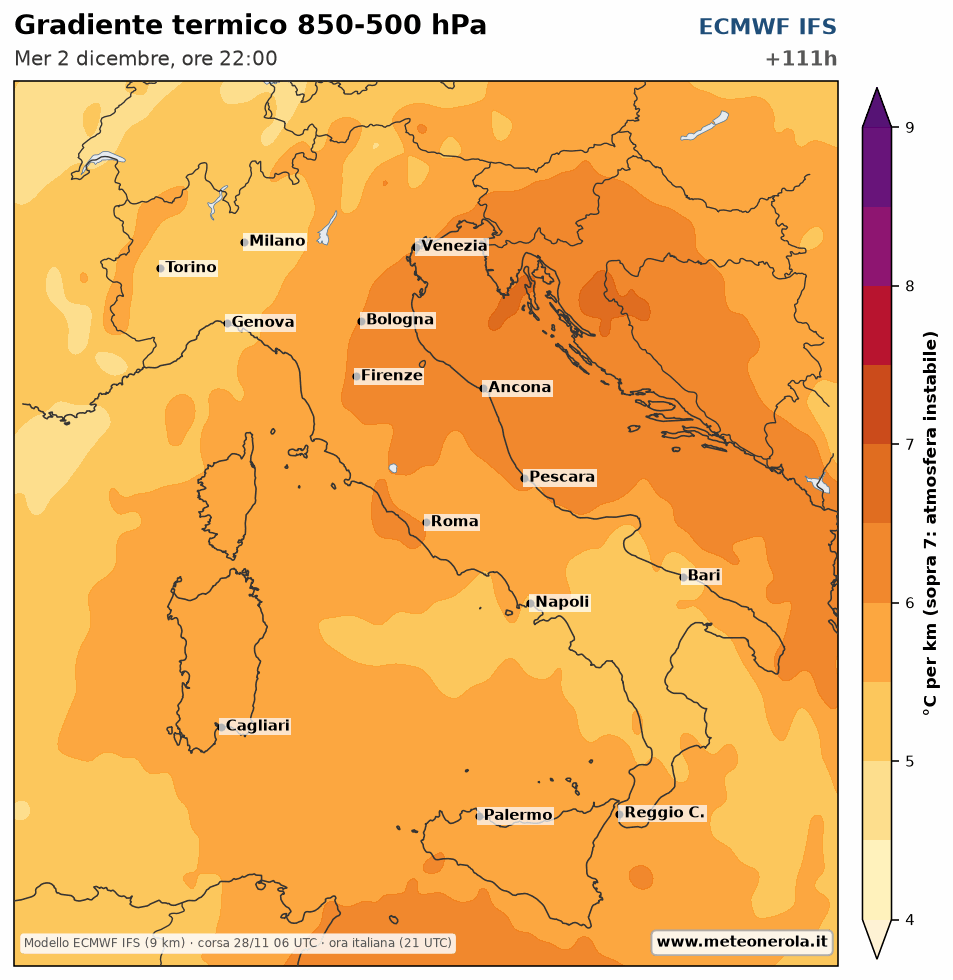 Gradiente termico 850-500 hPa
ECMWF IFS
Mer 2 dicembre, ore 22:00
+111h
Milano
Venezia
Torino
Genova
Bologna
Firenze
Ancona
Pescara
Roma
Bari
Napoli
Cagliari
Palermo
Reggio C.
9
8
7
6
5
4
°C per km (sopra 7: atmosfera instabile)
Modello ECMWF IFS (9 km) · corsa 28/11 06 UTC · ora italiana (21 UTC)
www.meteonerola.it